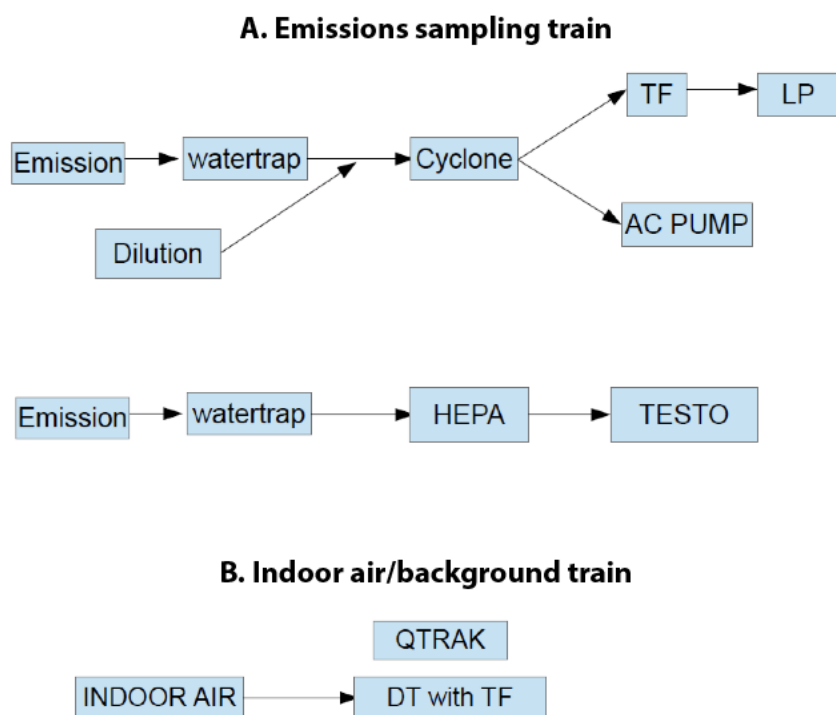 A. Emissions sampling train
TF
LP
Emission
watertrap
Cyclone
AC PUMP
Dilution
Emission
watertrap
HEPA
TESTO
B. Indoor air/background train
QTRAK
INDOOR AIR
DT with TF